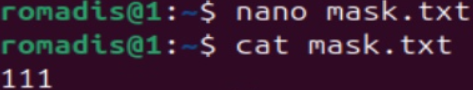 romadis@1:~$ nano mask.txt
romadis@1:~$ cat mask.txt
111